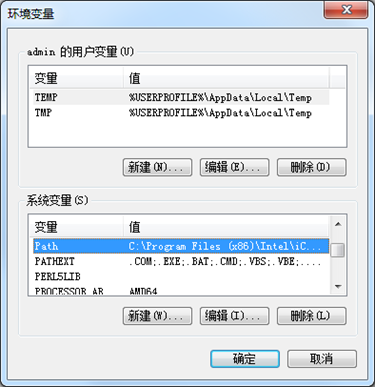 环境变量
admin 的用户变量(U)
变量 值
TEMP %USERPROFILE%\AppData\Local\Temp
TMP %USERPROFILE%\AppData\Local\Temp
新建(N)... 编辑(E)... 删除(D)
系统变量(S)
变量 值
Path C:\Program Files (x86)\Intel\iC...
PATHEXT .COM;.EXE;.BAT;.CMD;.VBS;.VBE;....
PERL5LIB
PROCESSOR_AR AMD64
新建(W)... 编辑(I)... 删除(L)
确定 取消